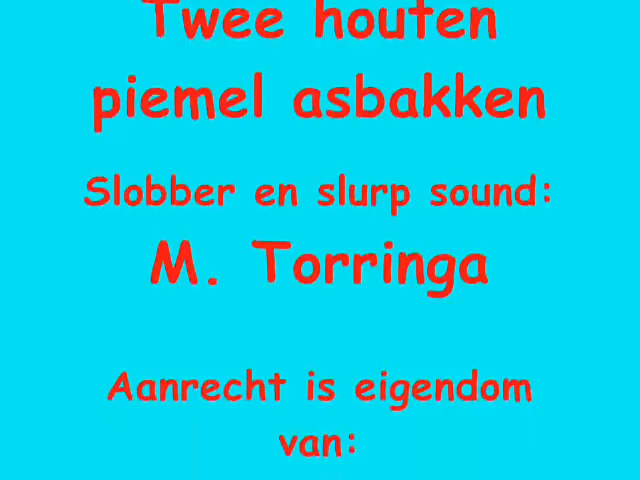 Twee houten
piemel asbakken
Slobber en slurp sound:
M. Torringa
Aanrecht is eigendom
van: